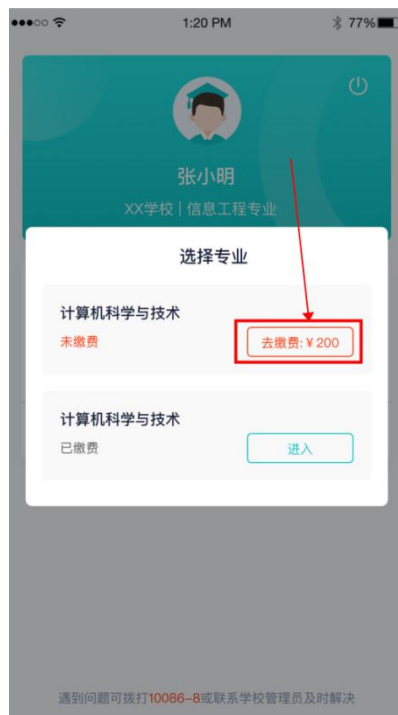 1:20 PM
77%
张小明
XX学校 | 信息工程专业
选择专业
计算机科学与技术
未缴费
去缴费:¥200
计算机科学与技术
已缴费
进入
遇到问题可拨打10086-8或联系学校管理员及时解决